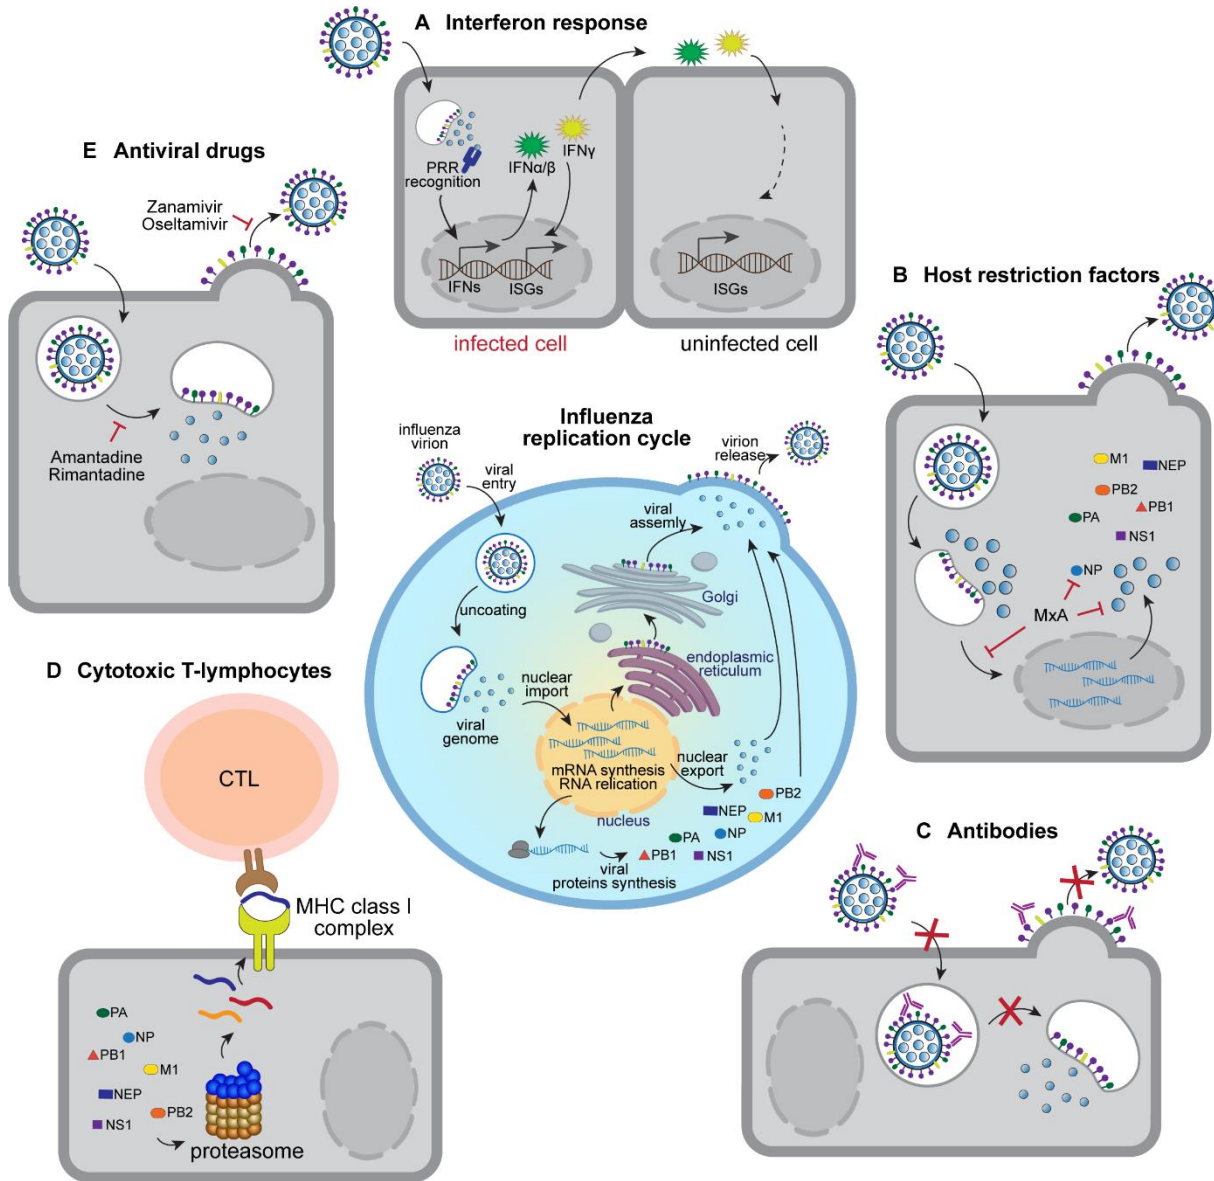 A Interferon response
PRR
recognition
IFNα/β
IFNγ
IFNs
ISGs
ISGs
infected cell
uninfected cell
E Antiviral drugs
Zanamivir
Oseltamivir
Amantadine
Rimantadine
B Host restriction factors
M1
NEP
PB2
PB1
PA
NS1
NP
MxA
Influenza
replication cycle
influenza
virion
viral
entry
virion
release
viral
assemly
uncoating
Golgi
endoplasmic
reticulum
nuclear
import
viral
genome
mRNA synthesis
RNA relication
nuclear
export
nucleus
PB2
NEP
M1
PA
NP
PB1
NS1
viral
proteins synthesis
D Cytotoxic T-lymphocytes
CTL
MHC class I
complex
PA
NP
PB1
M1
NEP
PB2
NS1
proteasome
C Antibodies